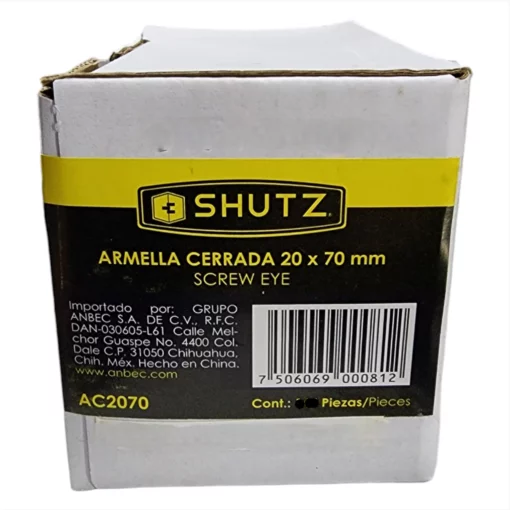 SHUTZ
ARMELLA CERRADA 20 x 70 mm
SCREW EYE
Importado por: GRUPO
ANBEC S.A. DE C.V., R.F.C.
DAN-030605-L61 Calle Mel-
chor Guaspe No. 4400 Col.
Dale C.P. 31050 Chihuahua,
Chih. Méx. Hecho en China.
www.anbec.com
7 506069 000812
AC2070
Cont.: Piezas/Pieces